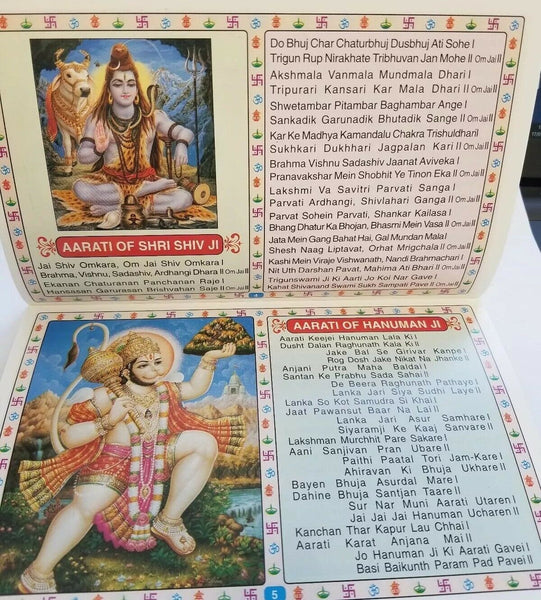 AARATI OF SHRI SHIV JI
Jai Shiv Omkara, Om Jai Shiv Omkara I
Brahma, Vishnu, Sadashiv, Ardhangi Dhara II Om Jai II
Ekanan Chaturanan Panchanan Raje I
Hansasan Garurasan Brishvahan Saje II Om Jai II
Do Bhuj Char Chaturbhuj Dusbhuj Ati Sohe I
Trigun Rup Nirakhate Tribhuvan Jan Mohe II Om Jai II
Akshmala Vanmala Mundmala Dhari I
Tripurari Kansari Kar Mala Dhari II Om Jai II
Shwetambar Pitambar Baghambar Ange I
Sankadik Garunadik Bhutadik Sange II Om Jai II
Kar Ke Madhya Kamandalu Chakra Trishuldhari I
Sukhkari Dukhhari Jagpalan Kari II Om Jai II
Brahma Vishnu Sadashiv Jaanat Aviveka I
Pranavakshar Mein Shobhit Ye Tinon Eka II Om Jai II
Lakshmi Va Savitri Parvati Sanga I
Parvati Ardhangi, Shivlahari Ganga II Om Jai II
Parvat Sohein Parvati, Shankar Kailasa I
Bhang Dhatur Ka Bhojan, Bhasmi Mein Vasa II Om Jai II
Jata Mein Gang Bahat Hai, Gal Mundan Mala I
Shesh Naag Liptavat, Orhat Mrigchala II Om Jai II
Kashi Mein Viraje Vishwanath, Nandi Brahmachari I
Nit Uth Darshan Pavat, Mahima Ati Bhari II Om Jai II
Trigunswami Ji Ki Aarti Jo Koi Nar Gave I
Kahat Shivanand Swami Sukh Sampati Pave II Om Jai II
4
AARATI OF HANUMAN JI
Aarati Keejei Hanuman Lala Ki I
Dusht Dalan Raghunath Kala Ki II
Jake Bal Se Girivar Kanpe I
Rog Dosh Jake Nikat Na Jhanke II
Anjani Putra Maha Baldai I
Santan Ke Prabhu Sada Sahai II
De Beera Raghunath Pathaye I
Lanka Jari Siya Sudhi Laye II
Lanka So Kot Samudra Si Khai I
Jaat Pawansut Baar Na Lai II
Lanka Jari Asur Samhare I
Siyaramji Ke Kaaj Sanvare II
Lakshman Murchhit Pare Sakare I
Aani Sanjivan Pran Ubare II
Paithi Paatal Tori Jam-Kare I
Ahiravan Ki Bhuja Ukhare II
Bayen Bhuja Asurdal Mare I
Dahine Bhuja Santjan Taare II
Sur Nar Muni Aarati Utaren I
Jai Jai Jai Hanuman Ucharen II
Kanchan Thar Kapur Lau Chhai I
Aarati Karat Anjana Mai II
Jo Hanuman Ji Ki Aarati Gavei I
Basi Baikunth Param Pad Pavei II
5